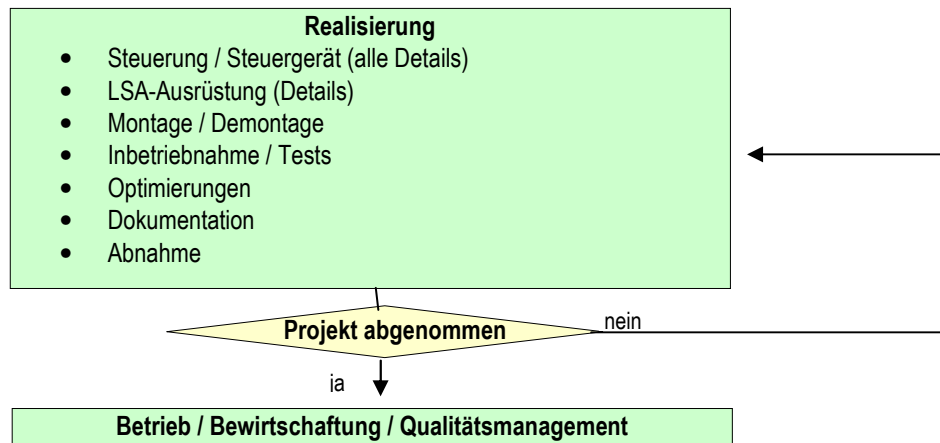 Realisierung
• Steuerung / Steuergerät (alle Details)
• LSA-Ausrüstung (Details)
• Montage / Demontage
• Inbetriebnahme / Tests
• Optimierungen
• Dokumentation
• Abnahme
Projekt abgenommen
nein
ja
Betrieb / Bewirtschaftung / Qualitätsmanagement